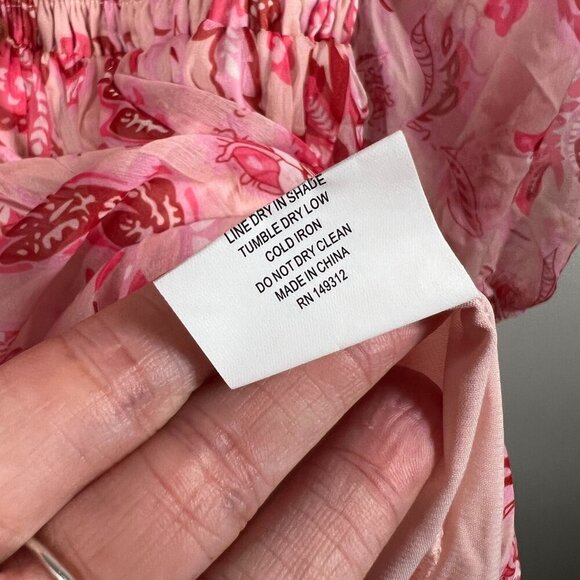 LINE DRY IN SHADE
TUMBLE DRY LOW
COLD IRON
DO NOT DRY CLEAN
MADE IN CHINA
RN 149312